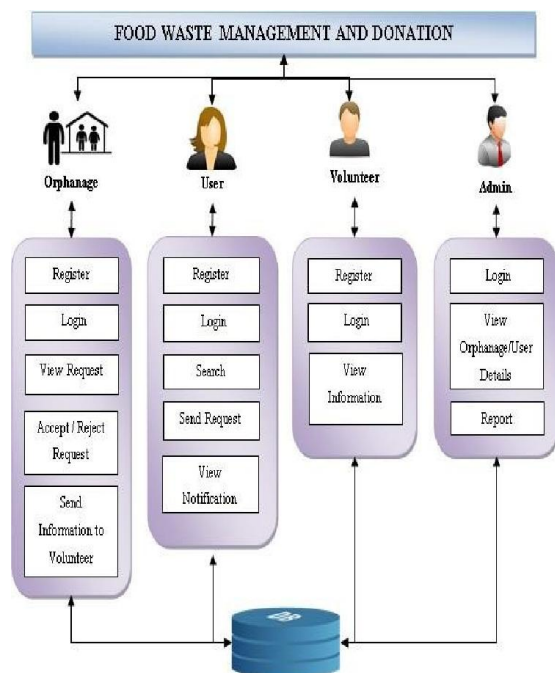 FOOD WASTE MANAGEMENT AND DONATION
Orphanage
User
Volunteer
Admin
Register
Login
View Request
Accept / Reject
Request
Send
Information to
Volunteer
Register
Login
Search
Send Request
View
Notification
Register
Login
View
Information
Login
View
Orphanage/User
Details
Report
DB